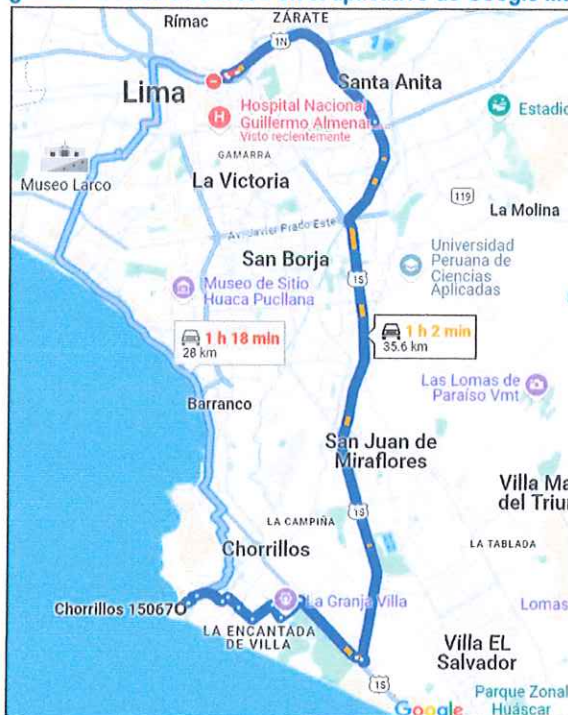 Rímac
ZÁRATE
1N
Lima
Santa Anita
Hospital Nacional
Guillermo Almenar...
Visto recientemente
H
Estadio
GAMARRA
Museo Larco
La Victoria
119
La Molina
Av. Javier Prado Este
San Borja
1S
Universidad
Peruana de
Ciencias
Aplicadas
Museo de Sitio
Huaca Pucllana
1 h 18 min
28 km
1 h 2 min
35.6 km
Las Lomas de
Paraíso Vmt
Barranco
San Juan de
Miraflores
Villa Ma
del Triun
1S
LA CAMPIÑA
LA TABLADA
Chorrillos
Chorrillos 15067
La Granja Villa
Lomas
LA ENCANTADA
DE VILLA
Villa EL
Salvador
1S
Parque Zonal
Huáscar
Google